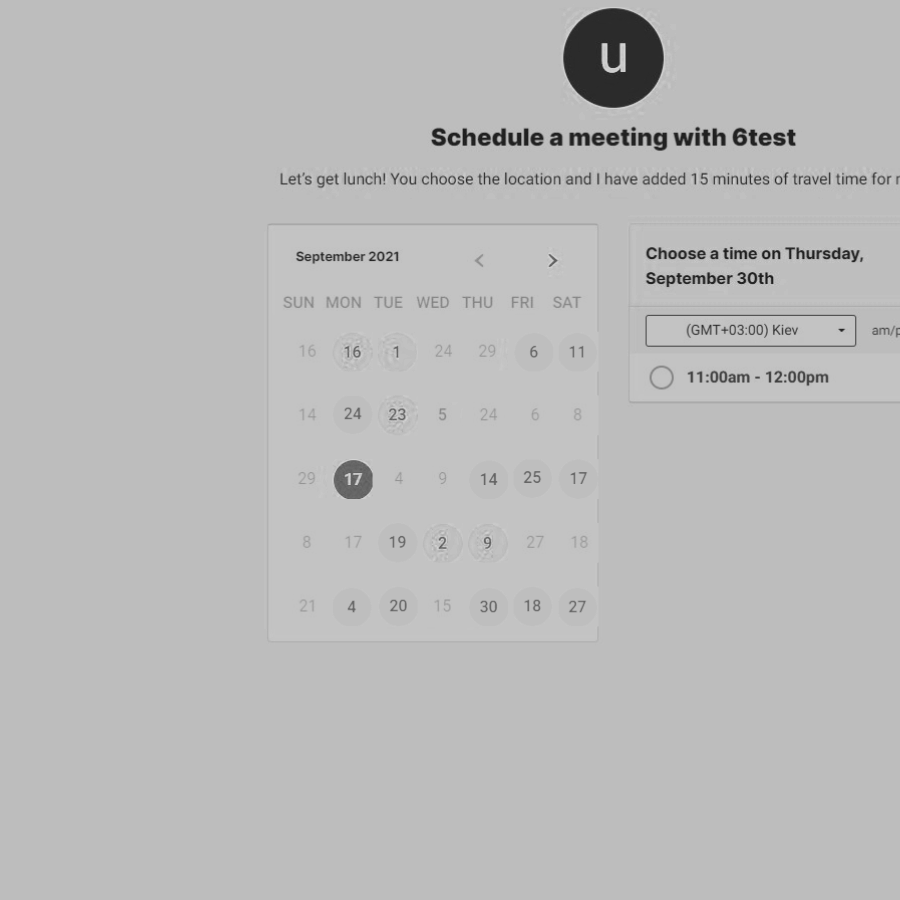 u
Schedule a meeting with 6test
Let's get lunch! You choose the location and I have added 15 minutes of travel time for
September 2021
SUN MON TUE WED THU FRI SAT
16 16 1 24 29 6 11
14 24 23 5 24 6 8
29 17 4 9 14 25 17
8 17 19 2 9 27 18
21 4 20 15 30 18 27
Choose a time on Thursday,
September 30th
(GMT+03:00) Kiev am/p
11:00am - 12:00pm